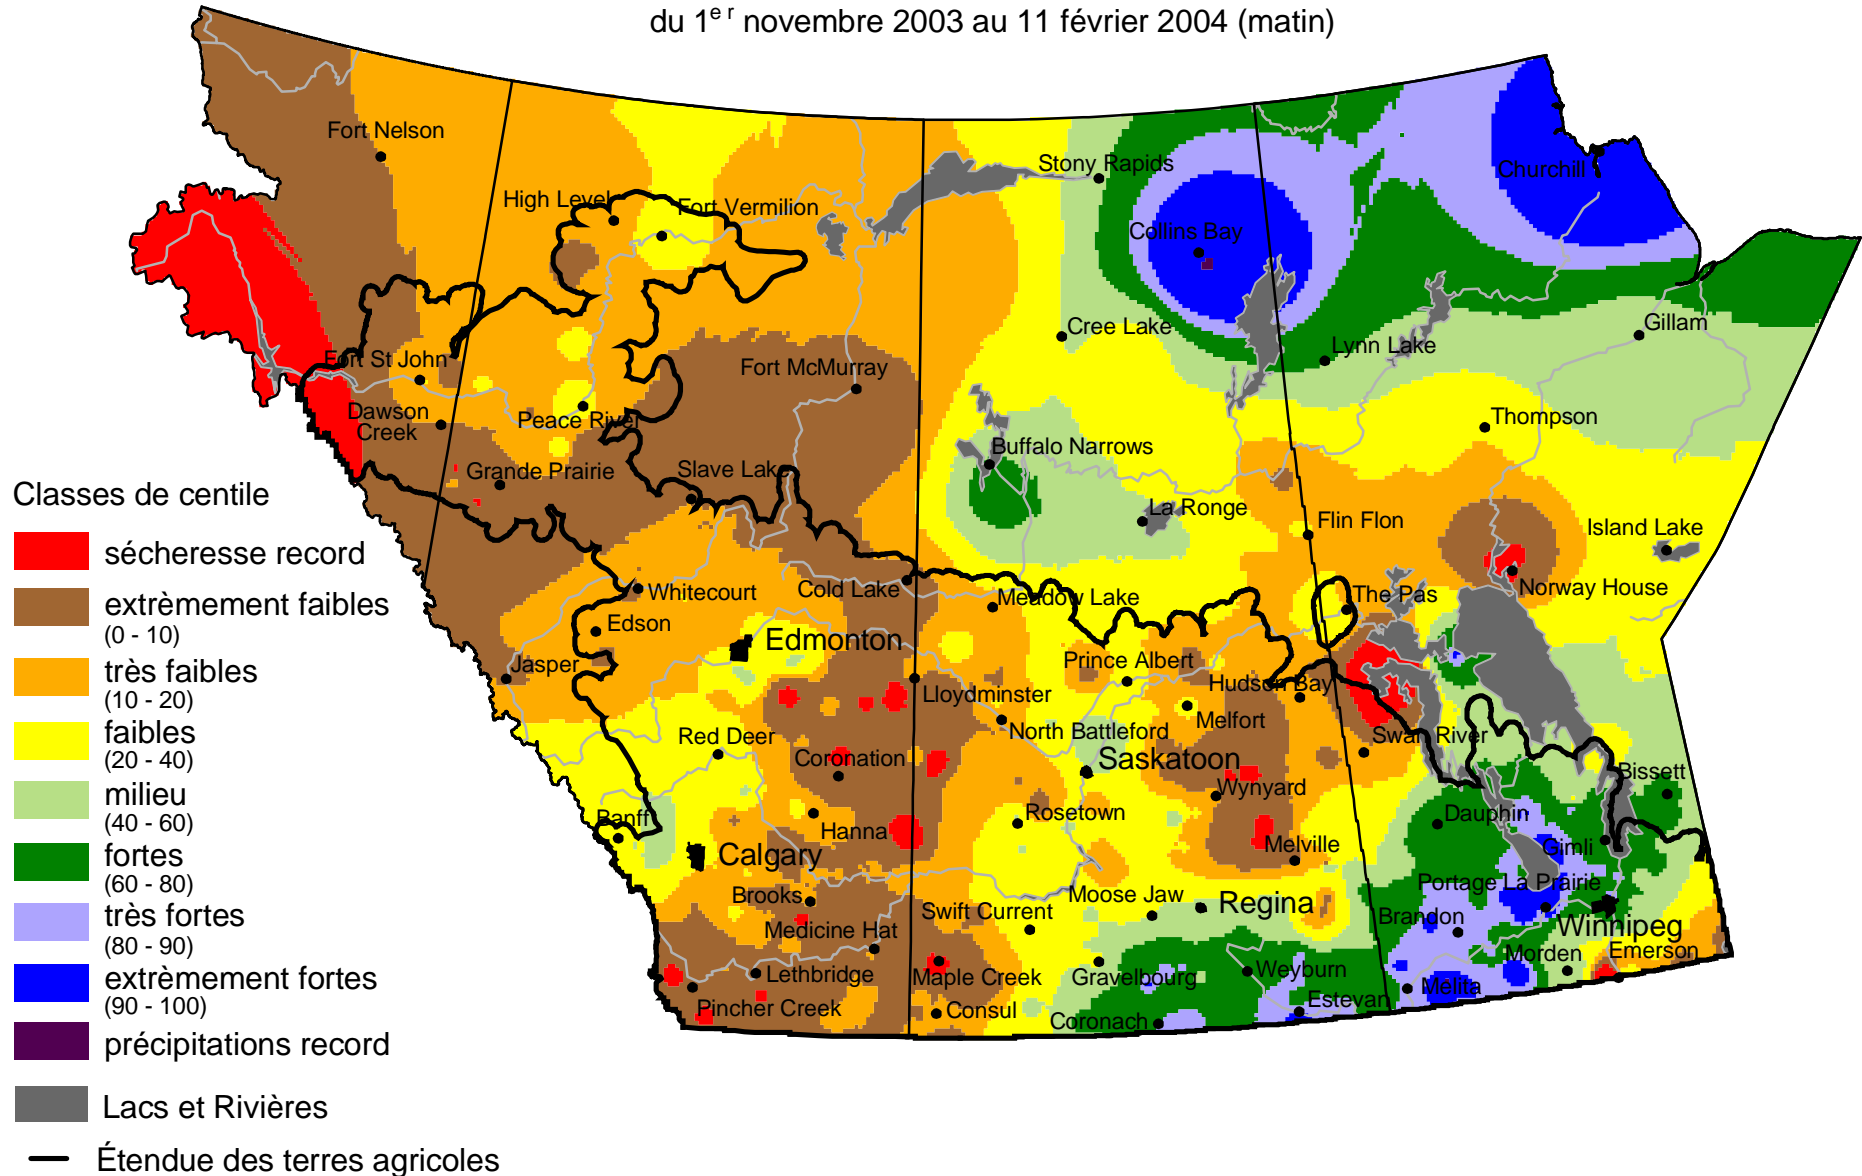 du 1er novembre 2003 au 11 février 2004 (matin)
Fort Nelson
Stony Rapids
Churchill
High Level
Fort Vermilion
Collins Bay
Cree Lake
Gillam
Fort St John
Fort McMurray
Lynn Lake
Dawson
Creek
Peace River
Thompson
Buffalo Narrows
Grande Prairie
Slave Lake
La Ronge
Flin Flon
Island Lake
Whitecourt
Cold Lake
Meadow Lake
The Pas
Norway House
Edson
Edmonton
Jasper
Prince Albert
Hudson Bay
Lloydminster
Melfort
North Battleford
Red Deer
Swan River
Coronation
Saskatoon
Bissett
Wynyard
Banff
Hanna
Rosetown
Dauphin
Calgary
Melville
Gimli
Brooks
Moose Jaw
Portage La Prairie
Swift Current
Regina
Brandon
Winnipeg
Medicine Hat
Morden
Emerson
Lethbridge
Maple Creek
Gravelbourg
Weyburn
Melita
Pincher Creek
Consul
Coronach
Estevan
Classes de centile
sécheresse record
extrèmement faibles
(0 - 10)
très faibles
(10 - 20)
faibles
(20 - 40)
milieu
(40 - 60)
fortes
(60 - 80)
très fortes
(80 - 90)
extrèmement fortes
(90 - 100)
précipitations record
Lacs et Rivières
Étendue des terres agricoles